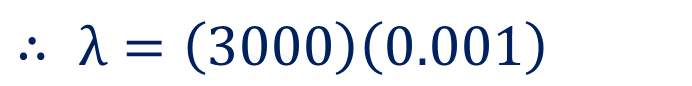 ∴ λ = (3000)(0.001)